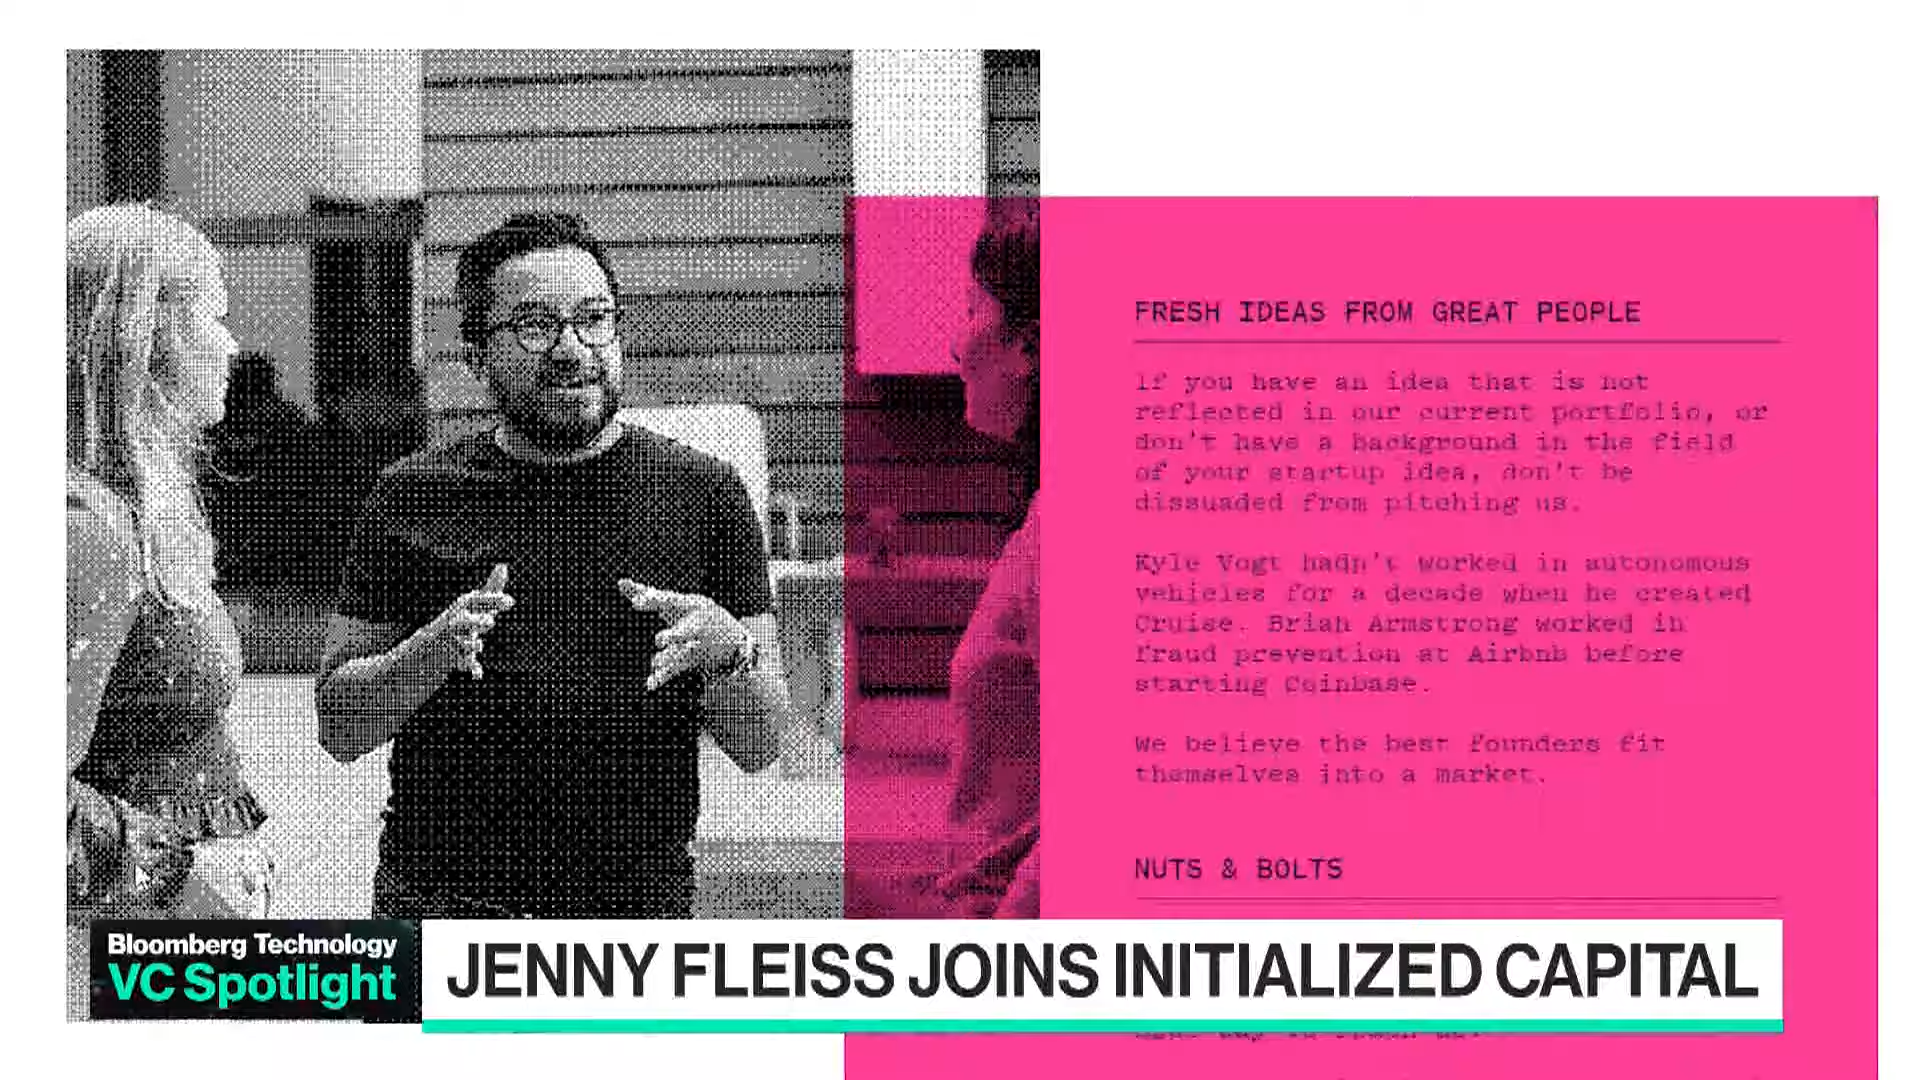 FRESH IDEAS FROM GREAT PEOPLE
If you have an idea that is not
reflected in our current portfolio, or
don't have a background in the field
of your startup idea, don't be
dissuaded from pitching us.
Kyle Vogt hadn't worked in autonomous
vehicles for a decade when he created
Cruise. Brian Armstrong worked in
fraud prevention at Airbnb before
starting Coinbase.
We believe the best founders fit
themselves into a market.
NUTS & BOLTS
Bloomberg Technology
VC Spotlight
JENNY FLEISS JOINS INITIALIZED CAPITAL